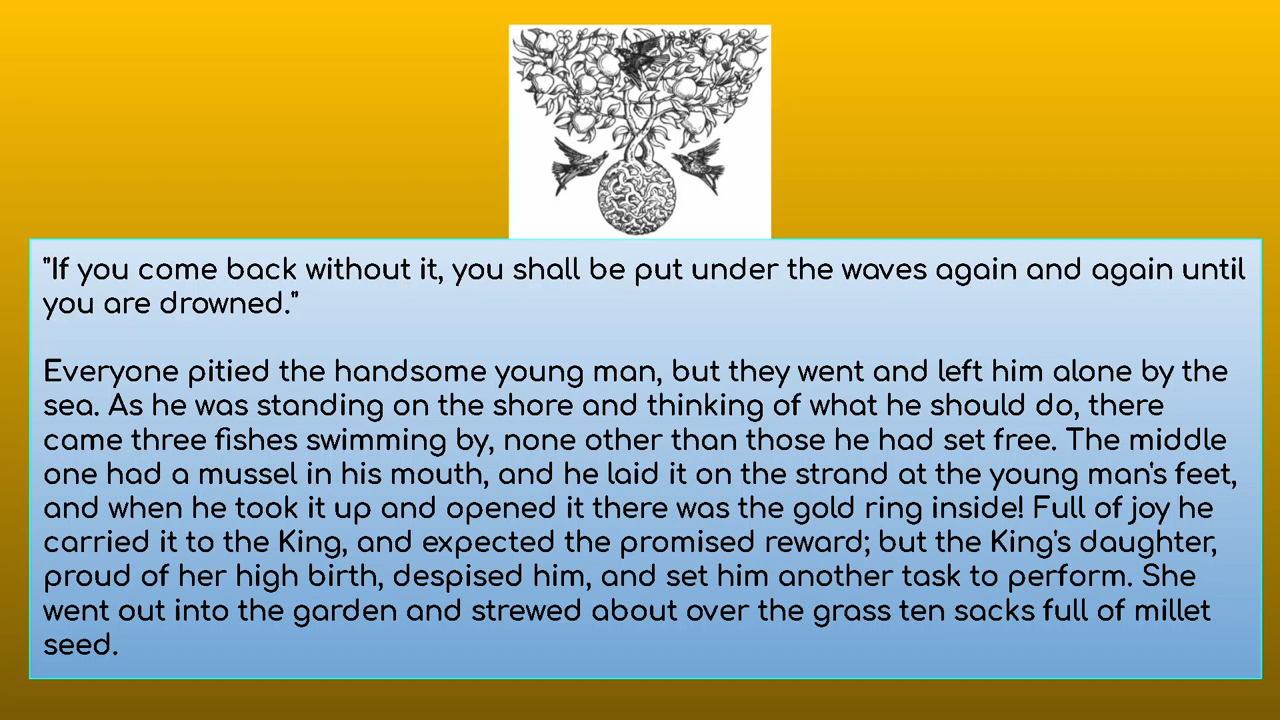 "If you come back without it, you shall be put under the waves again and again until
you are drowned."
Everyone pitied the handsome young man, but they went and left him alone by the
sea. As he was standing on the shore and thinking of what he should do, there
came three fishes swimming by, none other than those he had set free. The middle
one had a mussel in his mouth, and he laid it on the strand at the young man's feet,
and when he took it up and opened it there was the gold ring inside! Full of joy he
carried it to the King, and expected the promised reward; but the King's daughter,
proud of her high birth, despised him, and set him another task to perform. She
went out into the garden and strewed about over the grass ten sacks full of millet
seed.